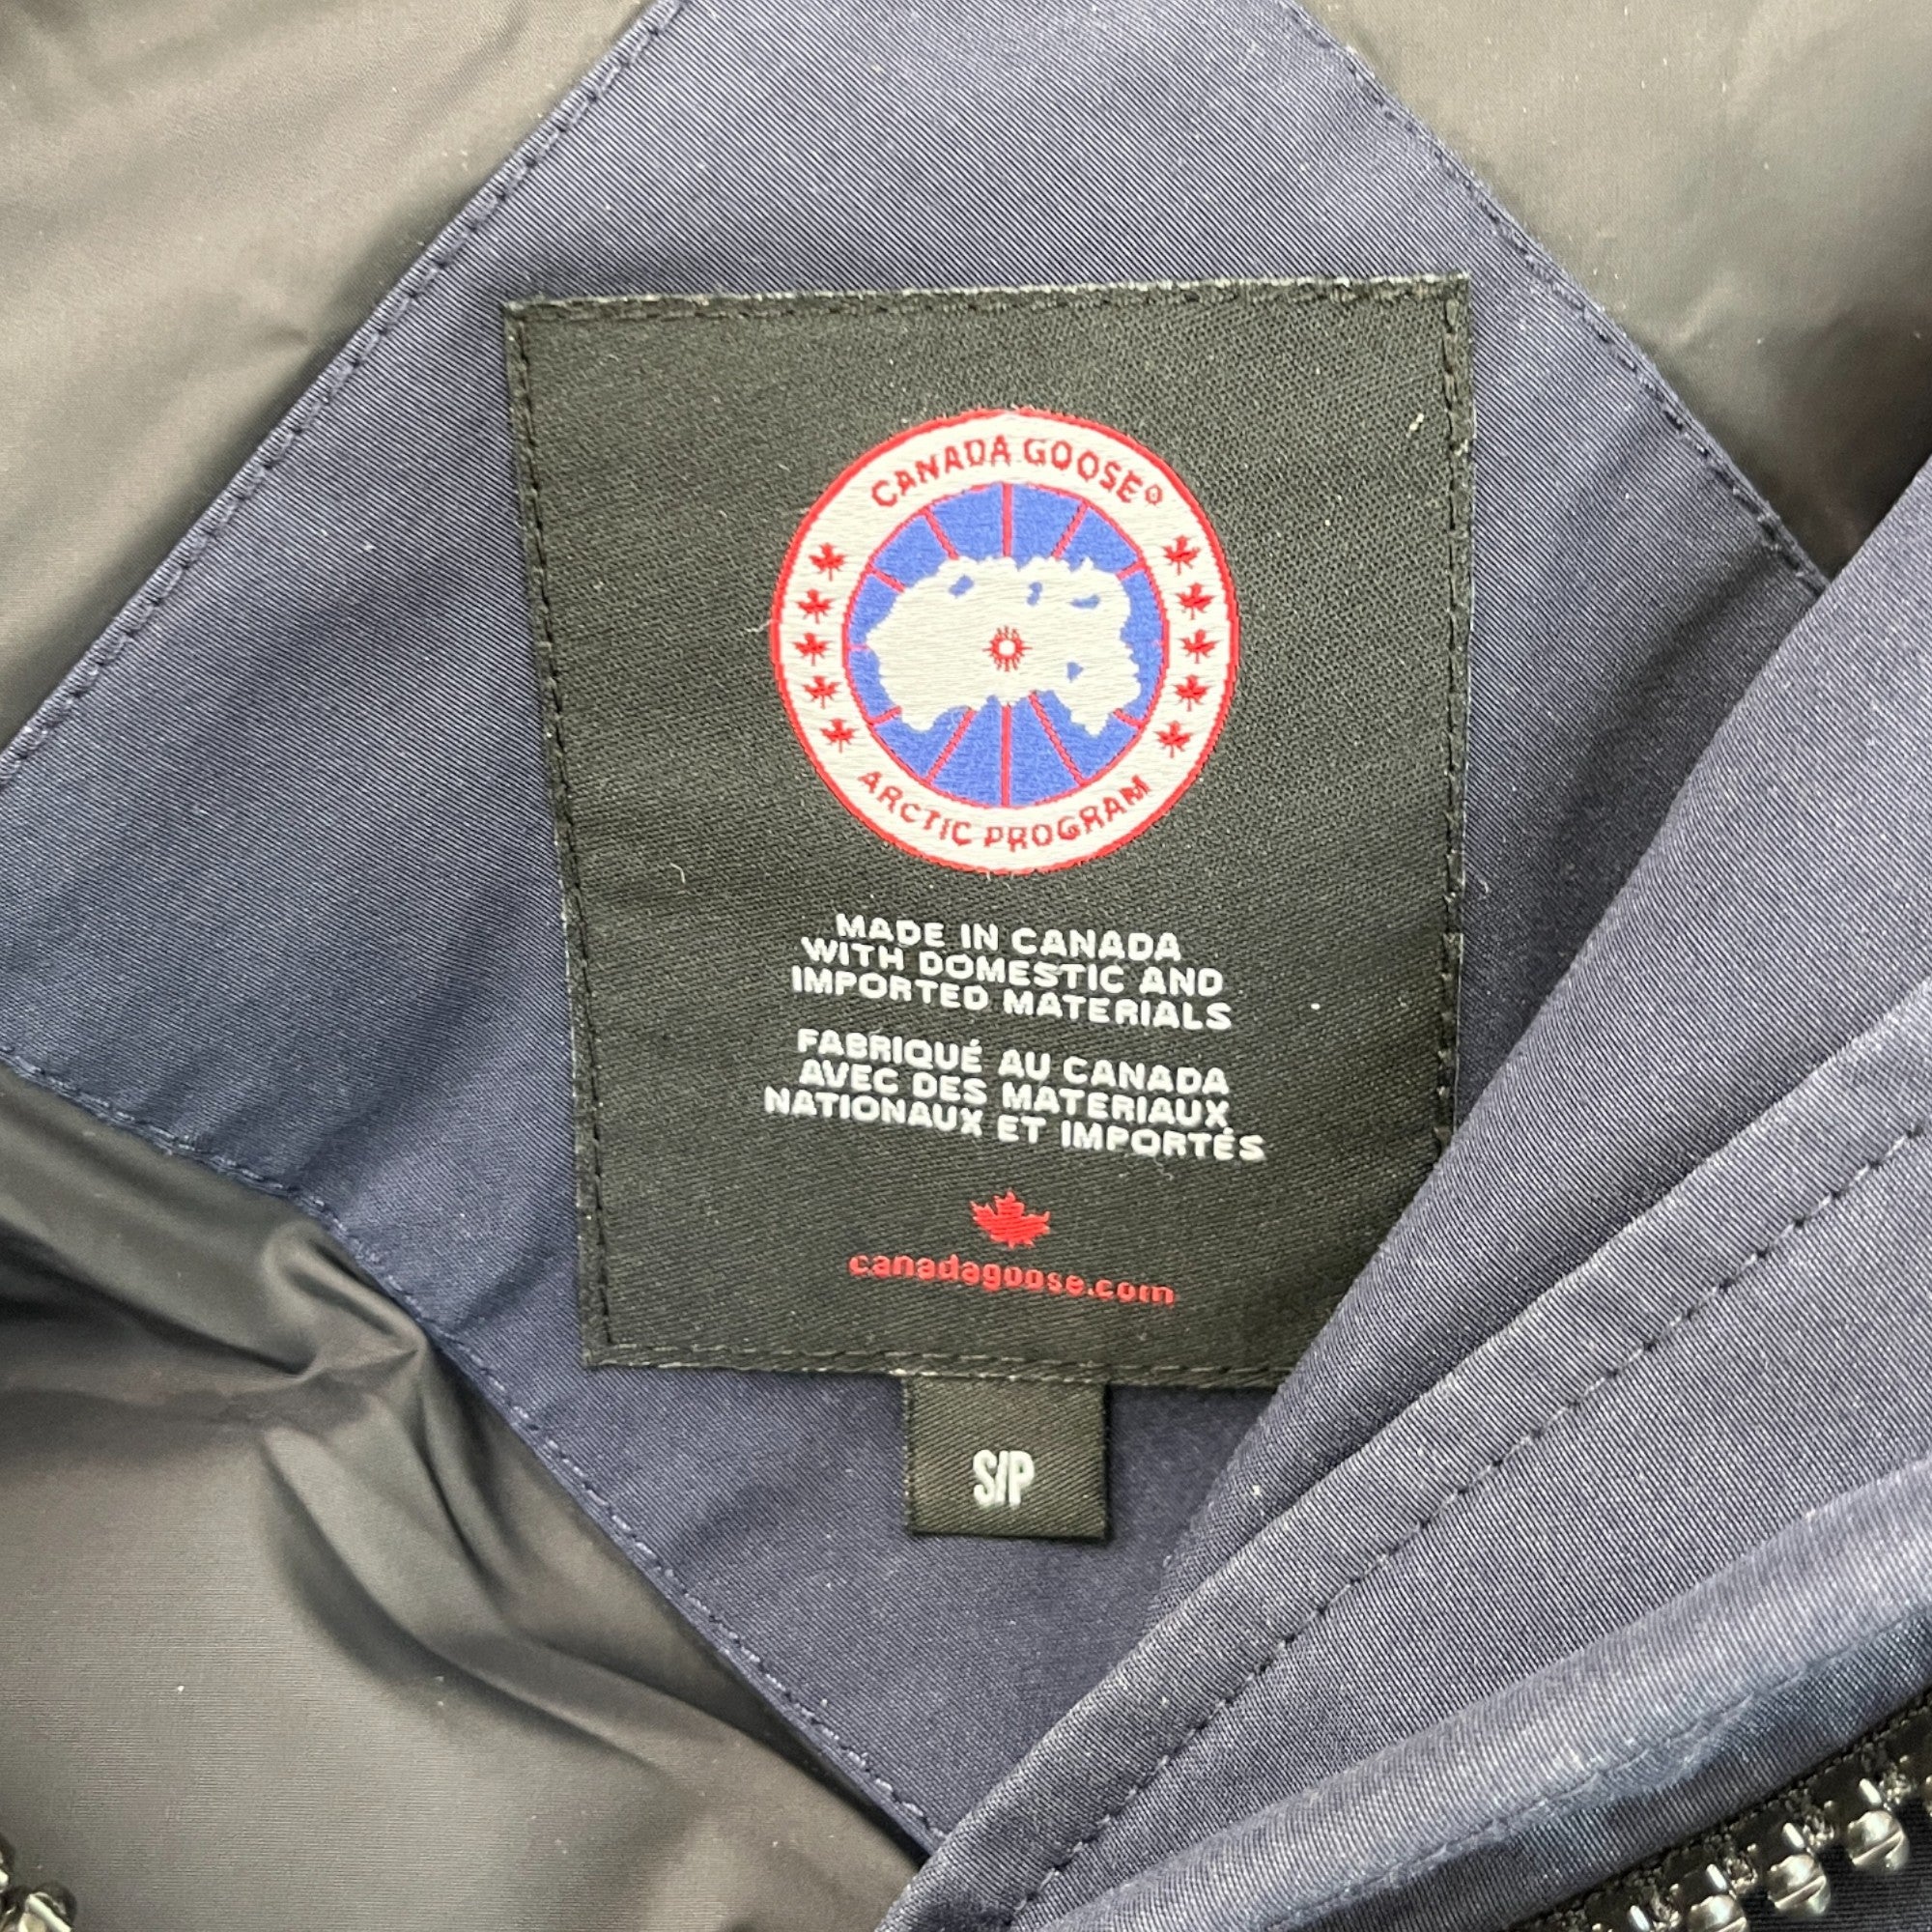 CANADA GOOSE®
ARCTIC PROGRAM
MADE IN CANADA
WITH DOMESTIC AND
IMPORTED MATERIALS
FABRIQUÉ AU CANADA
AVEC DES MATERIAUX
NATIONAUX ET IMPORTÉS
canadagoose.com
S/P